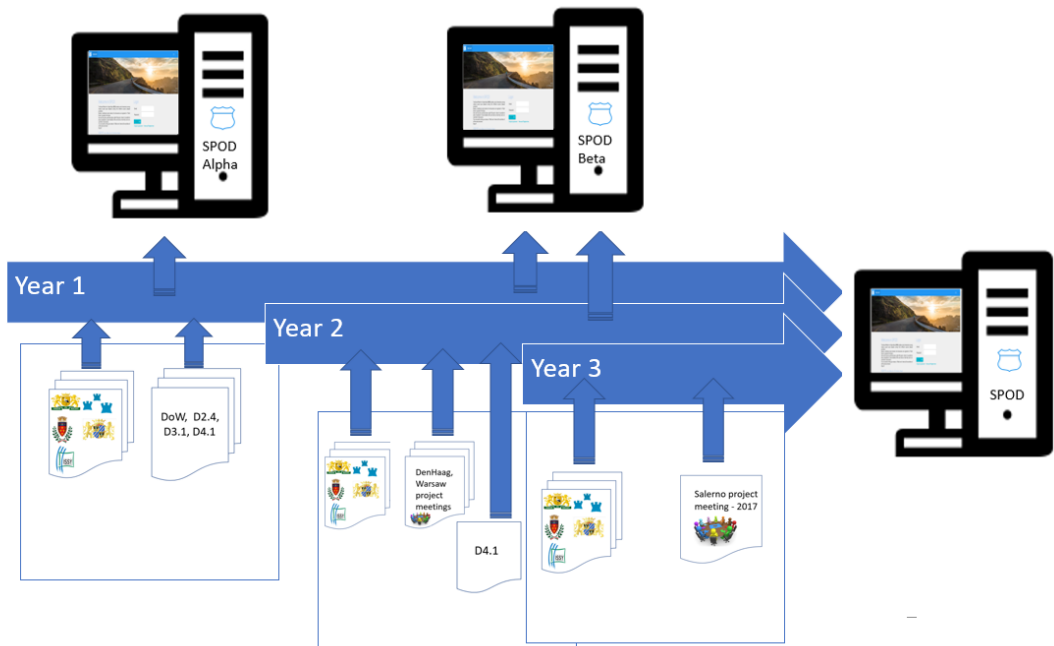 SPOD
Alpha
SPOD
Beta
Year 1
Year 2
Year 3
SPOD
DoW, D2.4,
D3.1, D4.1
DenHaag,
Warsaw
project
meetings
D4.1
Salerno project
meeting - 2017